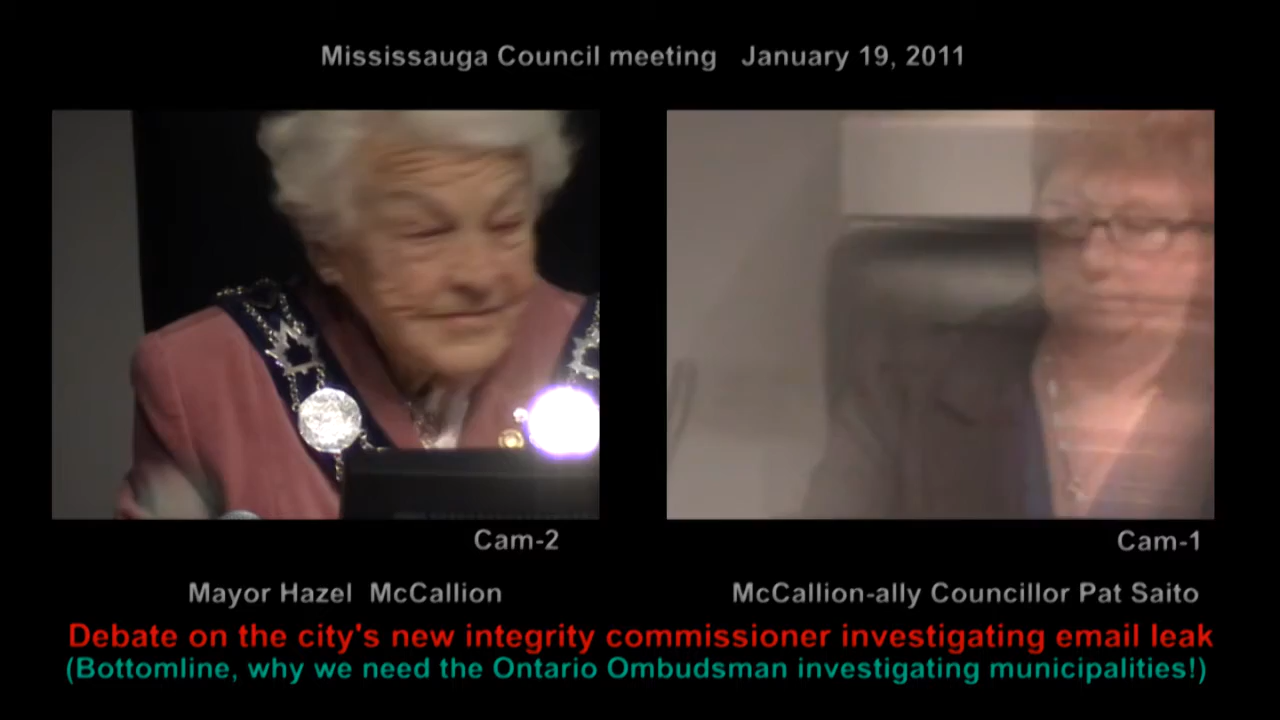 Mississauga Council meeting January 19, 2011
Cam-2
Cam-1
Mayor Hazel McCallion
McCallion-ally Councillor Pat Saito
Debate on the city's new integrity commissioner investigating email leak
(Bottomline, why we need the Ontario Ombudsman investigating municipalities!)